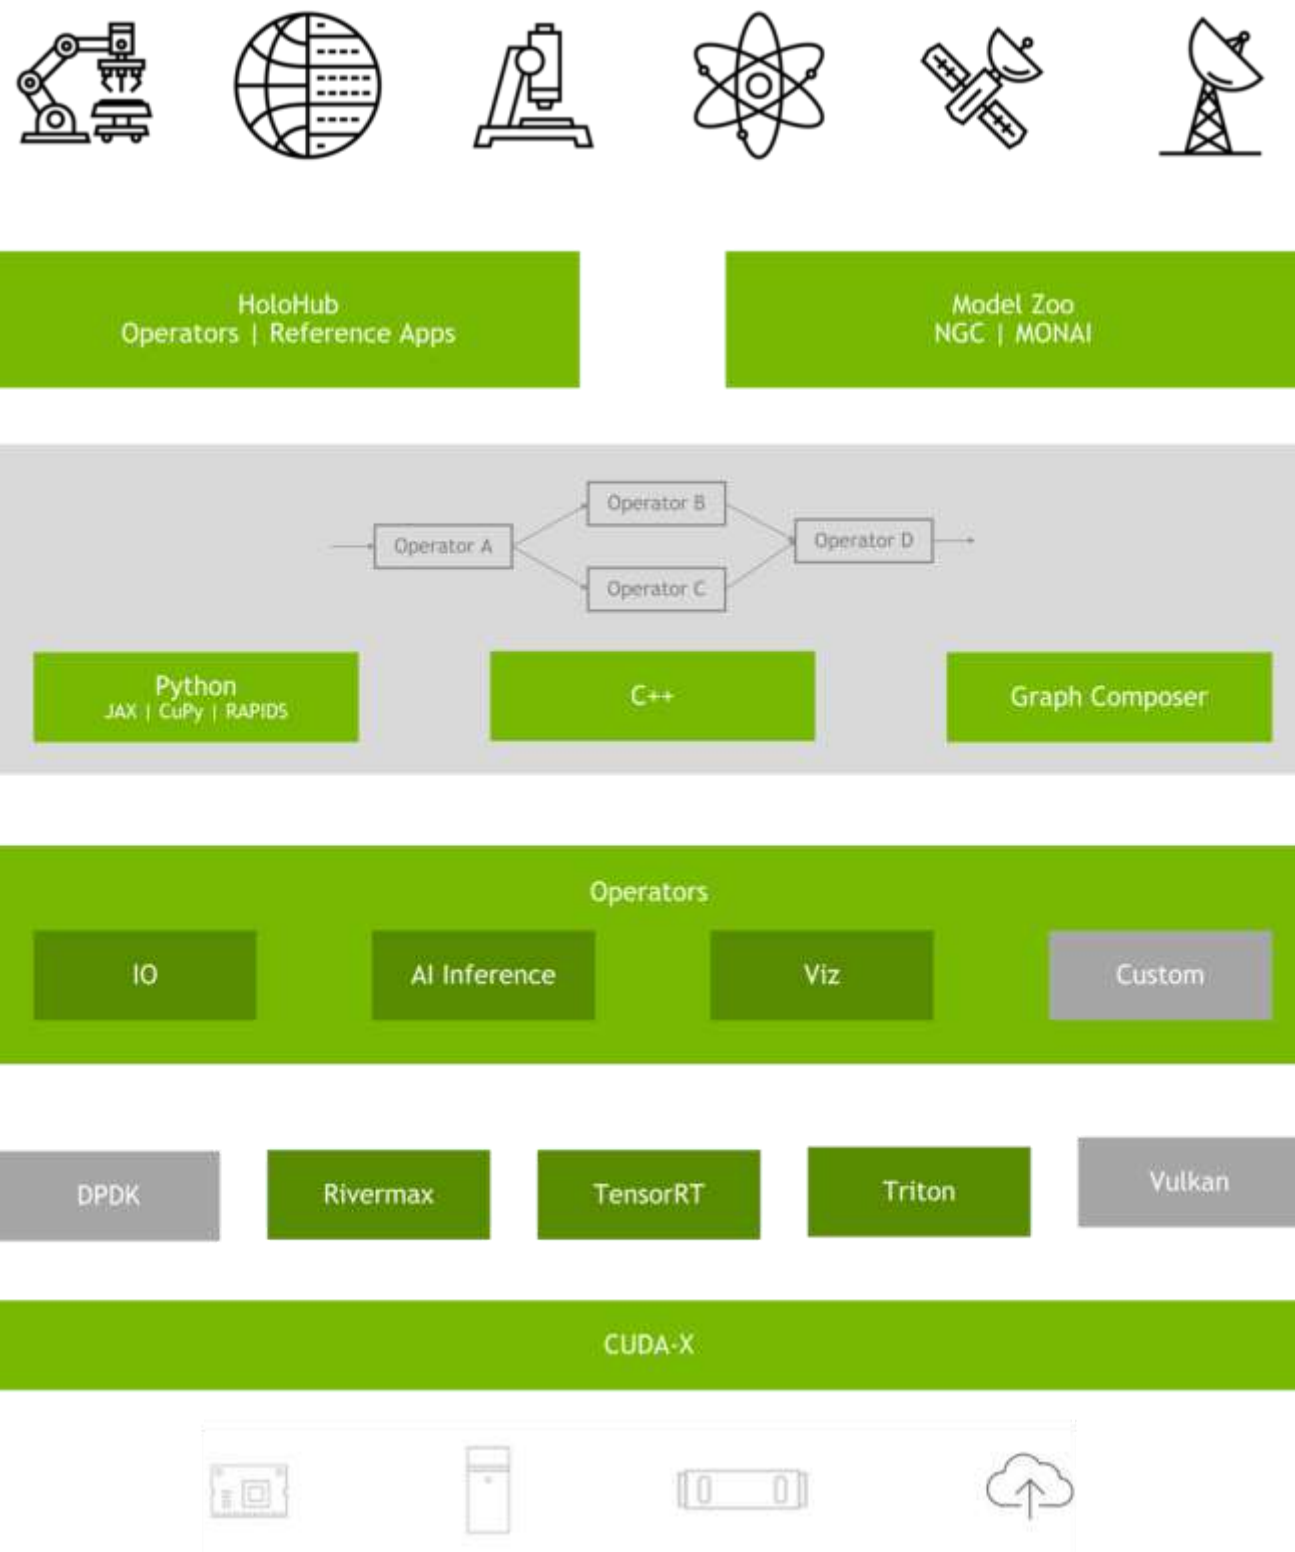 HoloHub
Operators | Reference Apps
Model Zoo
NGC | MONAI
Operator B
Operator A
Operator D
Operator C
Python
JAX | CuPy | RAPIDS
C++
Graph Composer
Operators
IO
AI Inference
Viz
Custom
DPDK
Rivermax
TensorRT
Triton
Vulkan
CUDA-X